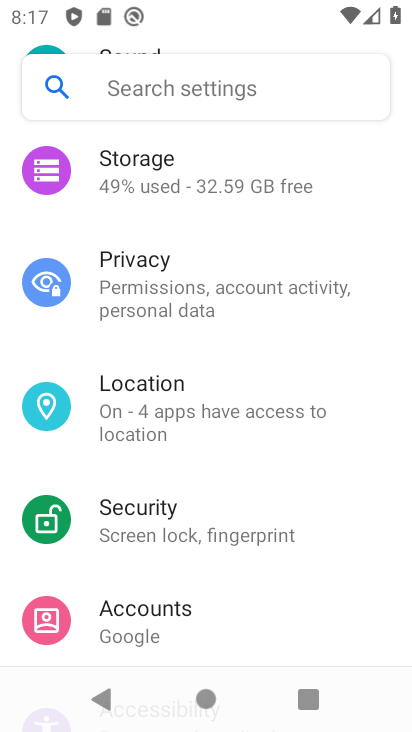 8:17
Sound
Search settings
Storage
49% used - 32.59 GB free
Privacy
Permissions, account activity,
personal data
Location
On - 4 apps have access to
location
Security
Screen lock, fingerprint
Accounts
Google
Accessibility